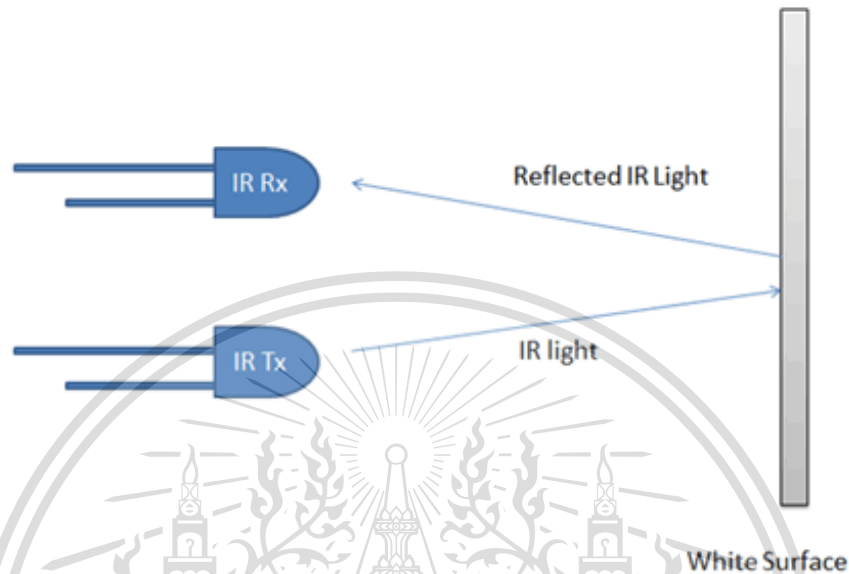 IR Rx
Reflected IR Light
IR Tx
IR light
White Surface